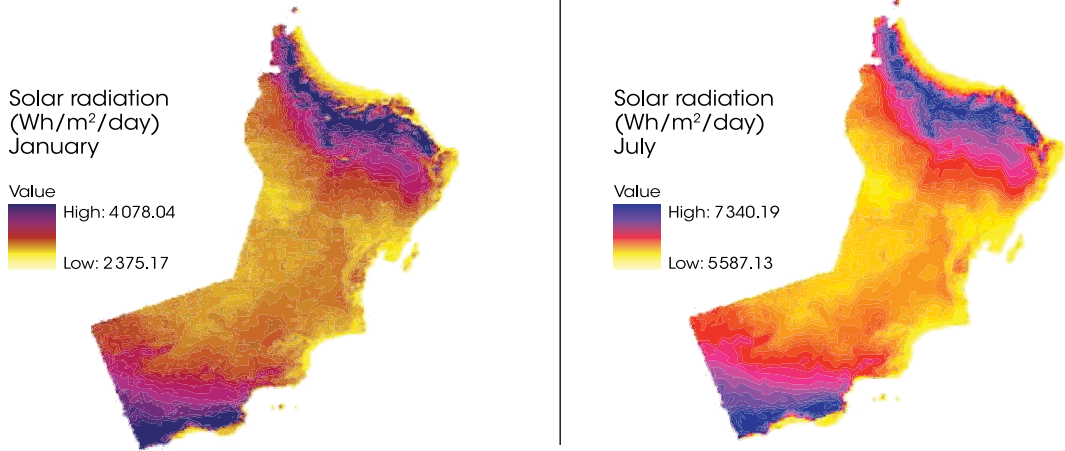 Solar radiation
(Wh/m²/day)
January
Value
High: 4078.04
Low: 2375.17
Solar radiation
(Wh/m²/day)
July
Value
High: 7340.19
Low: 5587.13